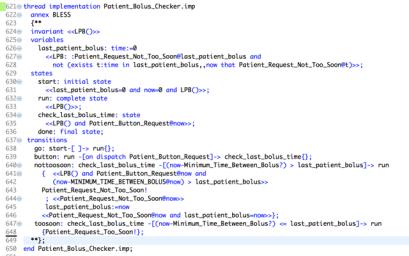 621 thread implementation Patient_Bolus_Checker.imp
622 annex BLESS
623 {**
624 invariant <<LPB()>>
625 variables
626 last_patient_bolus: time:=0
627 <<LPB: :Patient_Request_Not_Too_Soon@last_patient_bolus and
628 not (exists t:time in last_patient_bolus,,now that Patient_Request_Not_Too_Soon@t)>>;
629 states
630 start: initial state
631 <<last_patient_bolus=0 and now=0 and LPB()>>;
632 run: complete state
633 <<LPB()>>;
634 check_last_bolus_time: state
635 <<LPB() and Patient_Button_Request@now>>;
636 done: final state;
637 transitions
638 go: start-[ ]-> run{};
639 button: run -[on dispatch Patient_Button_Request]-> check_last_bolus_time{};
640 nottoosoon: check_last_bolus_time -[(now-Minimum_Time_Between_Bolus?) > last_patient_bolus]-> run
641 { <<LPB() and Patient_Button_Request@now and
642 (now-MINIMUM_TIME_BETWEEN_BOLUS@now) > last_patient_bolus>>
643 Patient_Request_Not_Too_Soon!
644 ; <<Patient_Request_Not_Too_Soon@now>>
645 last_patient_bolus:=now
646 <<Patient_Request_Not_Too_Soon@now and last_patient_bolus=now>>};
647 toosoon: check_last_bolus_time -[(now-Minimum_Time_Between_Bolus?) <= last_patient_bolus]-> run
648 {Patient_Request_Too_Soon!};
649 **};
650 end Patient_Bolus_Checker.imp;